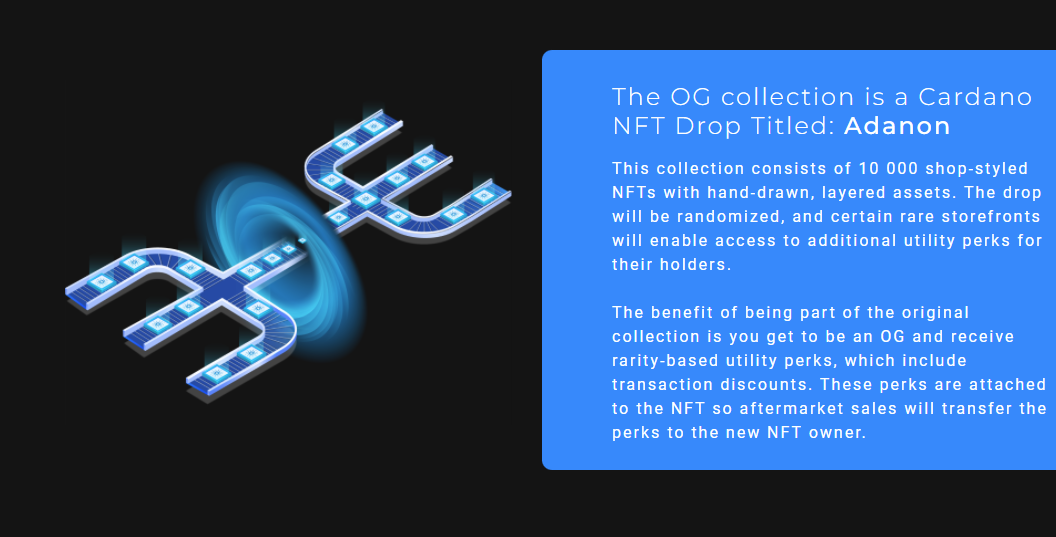 The OG collection is a Cardano
NFT Drop Titled: Adanon
This collection consists of 10 000 shop-styled
NFTs with hand-drawn, layered assets. The drop
will be randomized, and certain rare storefronts
will enable access to additional utility perks for
their holders.
The benefit of being part of the original
collection is you get to be an OG and receive
rarity-based utility perks, which include
transaction discounts. These perks are attached
to the NFT so aftermarket sales will transfer the
perks to the new NFT owner.